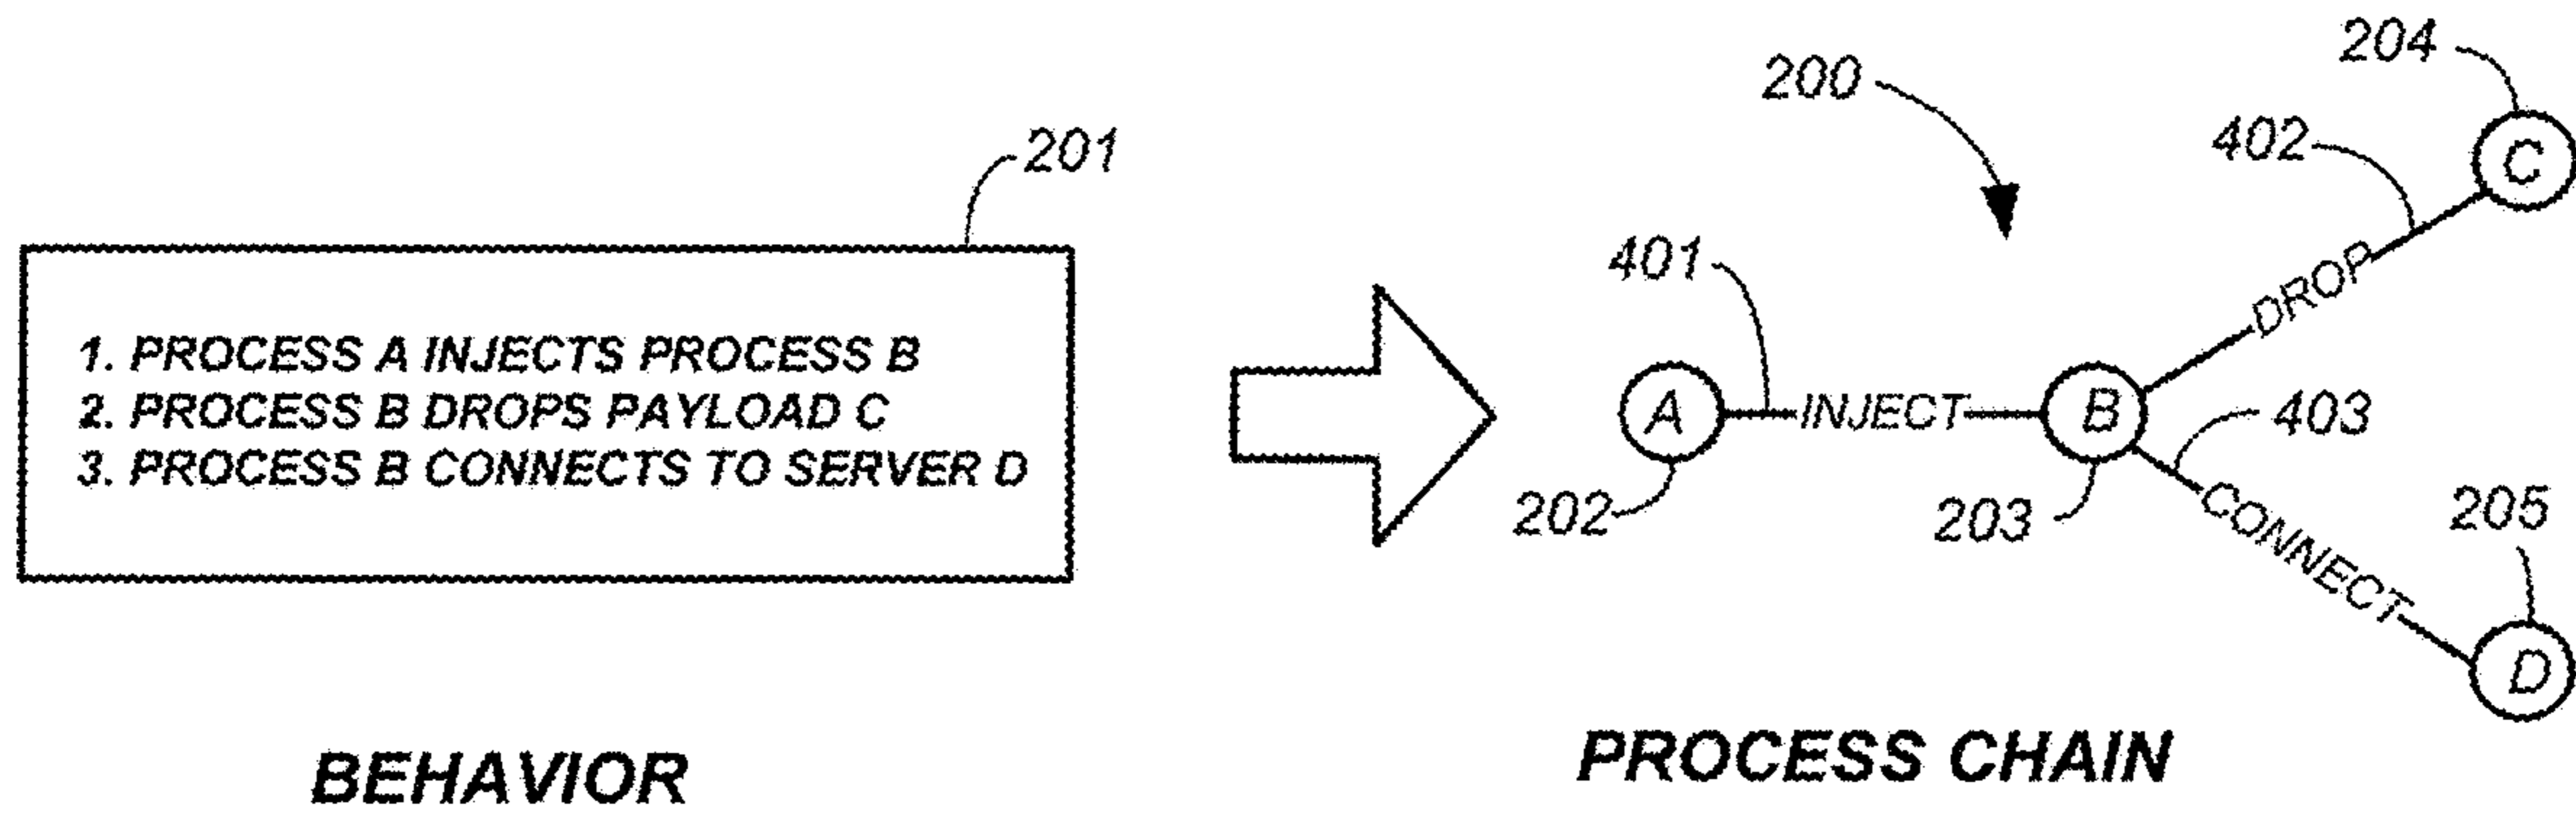 201
1. PROCESS A INJECTS PROCESS B
2. PROCESS B DROPS PAYLOAD C
3. PROCESS B CONNECTS TO SERVER D
BEHAVIOR
204
200
402
C
401
DROP
A
INJECT
B
403
202
203
CONNECT
205
D
PROCESS CHAIN